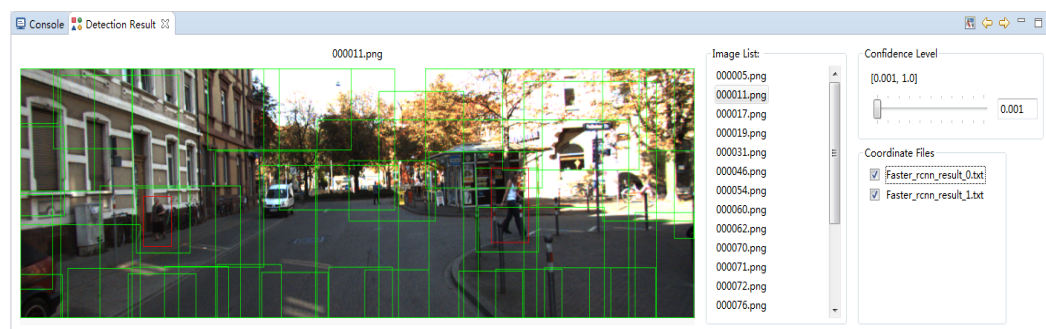 Console Detection Result
000011.png
Image List:
000005.png
000011.png
000017.png
000019.png
000031.png
000046.png
000054.png
000060.png
000062.png
000070.png
000071.png
000072.png
000076.png
Confidence Level
[0.001, 1.0]
0.001
Coordinate Files
Faster_rcnn_result_0.txt
Faster_rcnn_result_1.txt